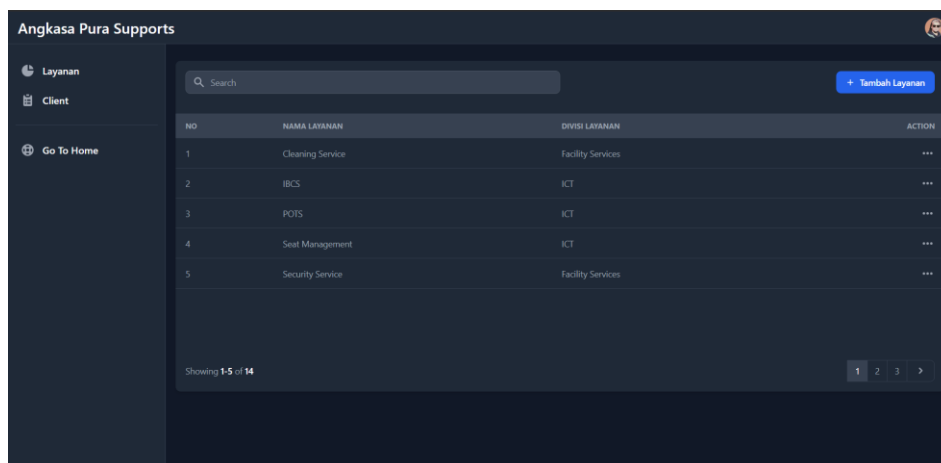 Angkasa Pura Supports
Layanan
Client
Go To Home
Search
+ Tambah Layanan
NO NAMA LAYANAN DIVISI LAYANAN ACTION
1 Cleaning Service Facility Services ...
2 IBCS ICT ...
3 POTS ICT ...
4 Seat Management ICT ...
5 Security Service Facility Services ...
Showing 1-5 of 14
1 2 3 >